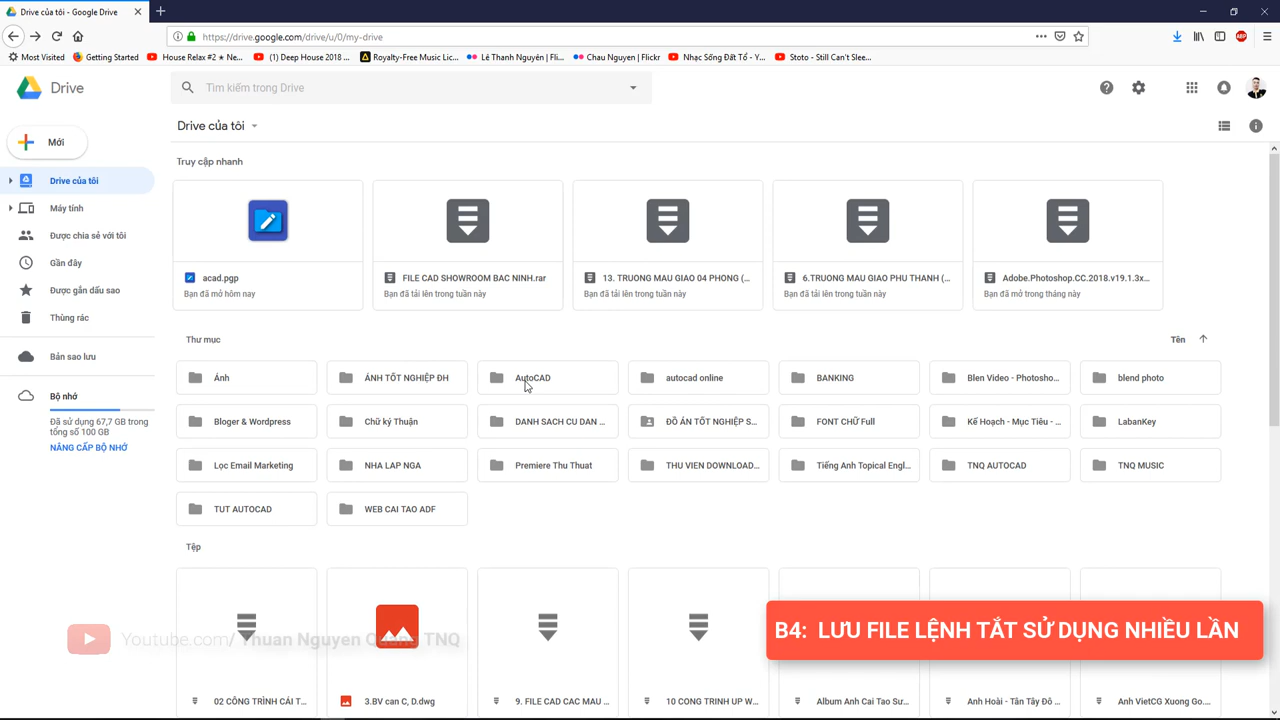 Drive của tôi - Google Drive
https://drive.google.com/drive/u/0/my-drive
Most Visited
Getting Started
House Relax #2 ★ Ne...
(1) Deep House 2018 ...
Royalty-Free Music Lic...
Lê Thanh Nguyên | Fli...
Chau Nguyen | Flickr
Nhạc Sống Đất Tổ - Y...
Stoto - Still Can't Slee...
ABP
Drive
Tìm kiếm trong Drive
Mới
Drive của tôi
Drive của tôi
Máy tính
Được chia sẻ với tôi
Gần đây
Được gắn dấu sao
Thùng rác
Bản sao lưu
Bộ nhớ
Đã sử dụng 67,7 GB trong
tổng số 100 GB
NÂNG CẤP BỘ NHỚ
Truy cập nhanh
acad.pgp
Bạn đã mở hôm nay
FILE CAD SHOWROOM BAC NINH.rar
Bạn đã tải lên trong tuần này
13. TRUONG MAU GIAO 04 PHONG (...
Bạn đã tải lên trong tuần này
6.TRUONG MAU GIAO PHU THANH (...
Bạn đã tải lên trong tuần này
Adobe.Photoshop.CC.2018.v19.1.3x...
Bạn đã mở trong tháng này
Thư mục
Tên
Ảnh
ẢNH TỐT NGHIỆP ĐH
AutoCAD
autocad online
BANKING
Blen Video - Photosho...
blend photo
Bloger & Wordpress
Chữ ký Thuận
DANH SACH CU DAN ...
ĐỒ ÁN TỐT NGHIỆP S...
FONT CHỮ Full
Kế Hoạch - Mục Tiêu - ...
LabanKey
Lọc Email Marketing
NHA LAP NGA
Premiere Thu Thuat
THU VIEN DOWNLOAD...
Tiếng Anh Topical Engl...
TNQ AUTOCAD
TNQ MUSIC
TUT AUTOCAD
WEB CAI TAO ADF
Tệp
02 CÔNG TRÌNH CẢI T...
3.BV can C, D.dwg
9. FILE CAD CAC MAU ...
10 CONG TRINH UP W...
Album Anh Cai Tao Sư...
Anh Hoài - Tân Tây Đô ...
Anh VietCG Xuong Go....
Youtube.com/ Thuan Nguyen Quang TNQ
B4: LƯU FILE LỆNH TẮT SỬ DỤNG NHIỀU LẦN